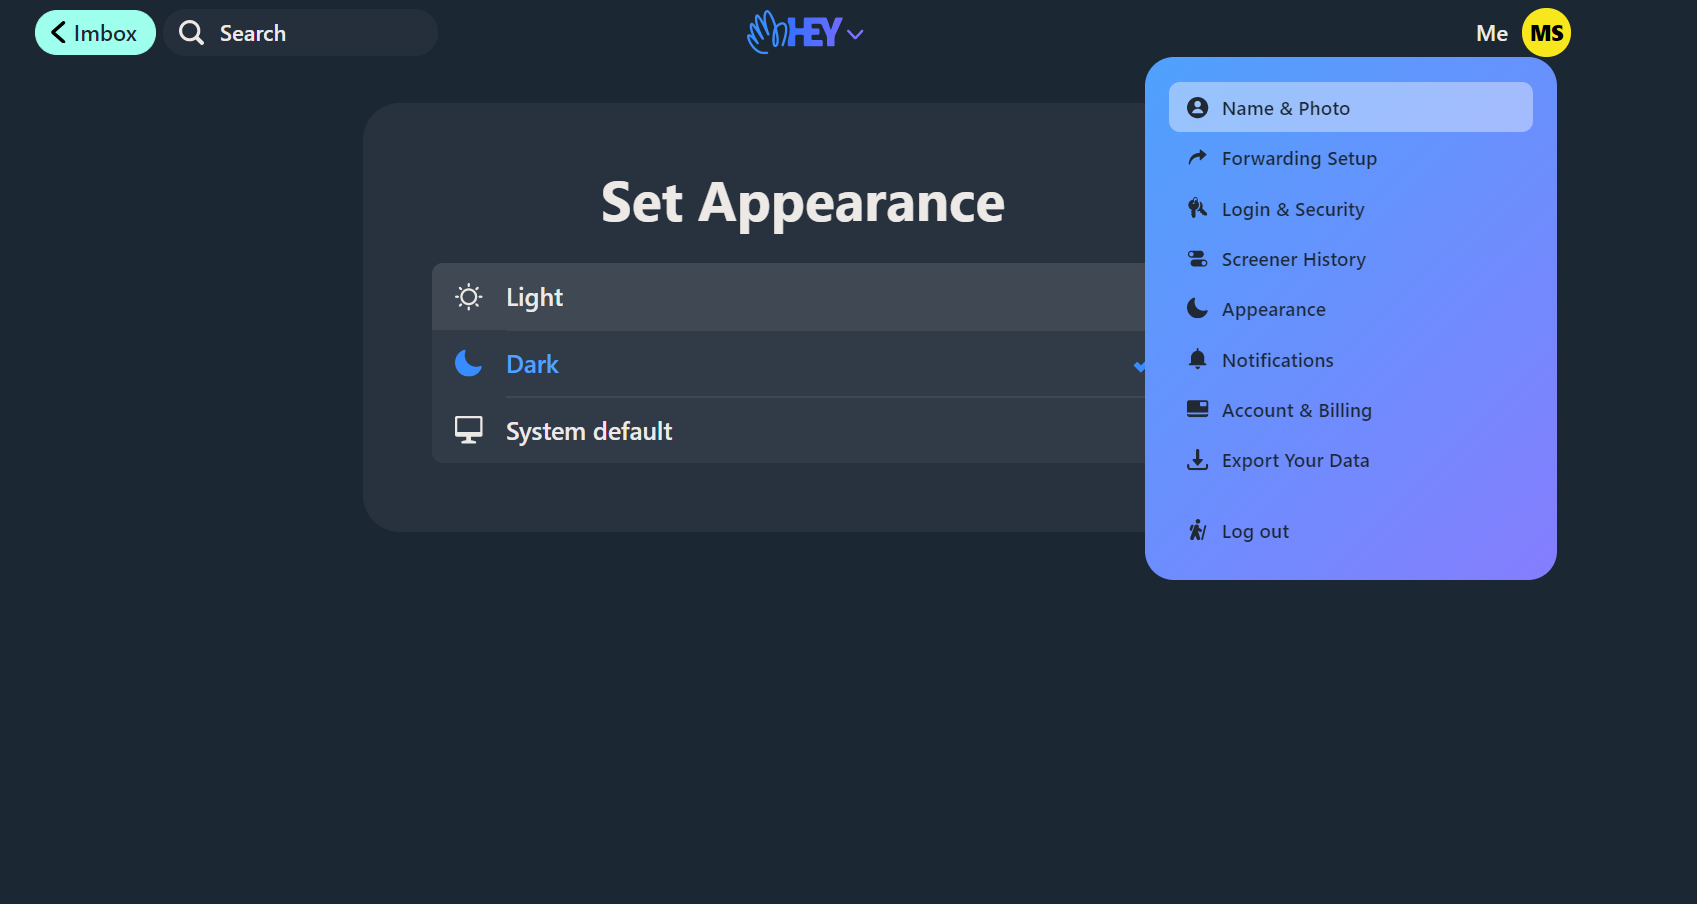 Imbox
Search
HEY
Me MS
Set Appearance
Light
Dark
System default
Name & Photo
Forwarding Setup
Login & Security
Screener History
Appearance
Notifications
Account & Billing
Export Your Data
Log out